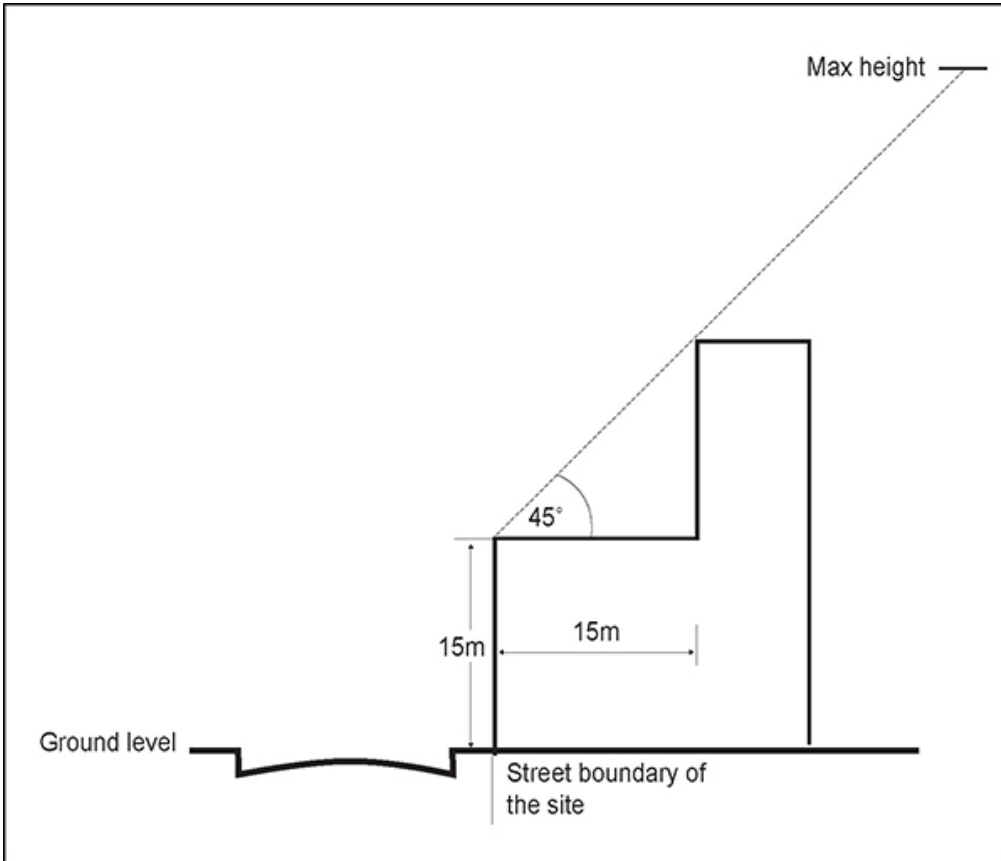 Max height
45°
15m
15m
Ground level
Street boundary of
the site